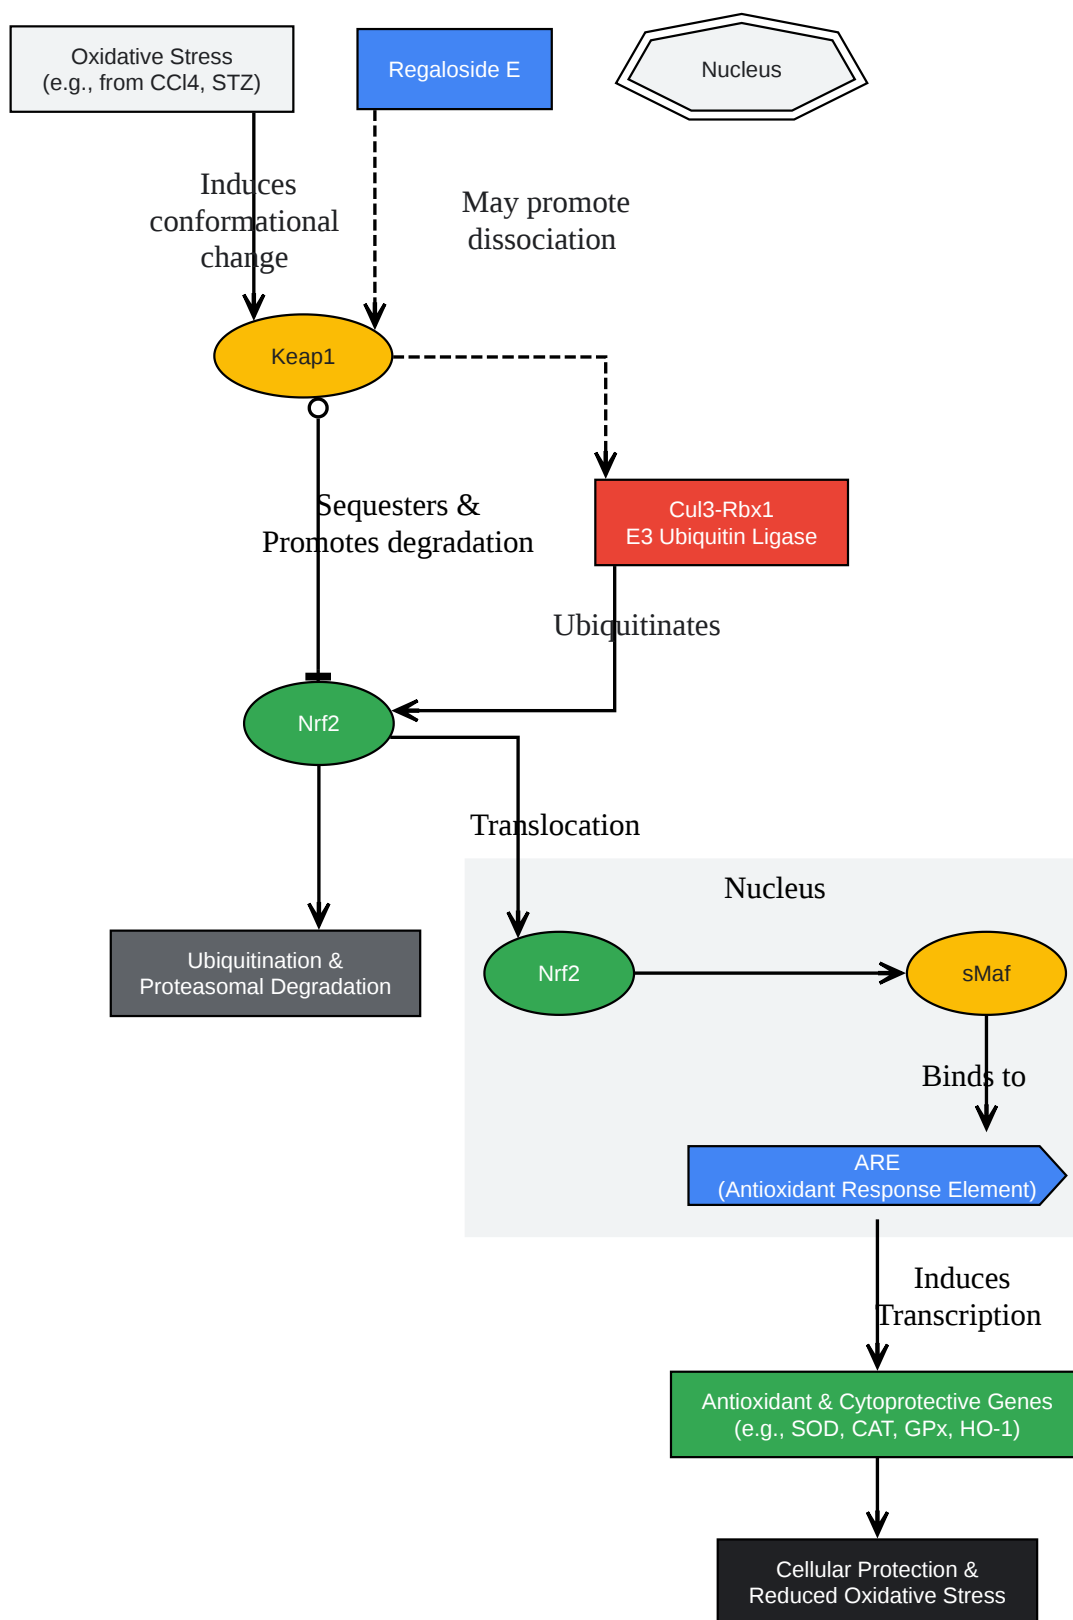 Oxidative Stress
(e.g., from CCl4, STZ)
Regaloside E
Nucleus
Induces
conformational
change
May promote
dissociation
Keap1
Sequesters &
Promotes degradation
Cul3-Rbx1
E3 Ubiquitin Ligase
Ubiquitinates
Nrf2
Translocation
Nucleus
Ubiquitination &
Proteasomal Degradation
Nrf2
sMaf
Binds to
ARE
(Antioxidant Response Element)
Induces
Transcription
Antioxidant & Cytoprotective Genes
(e.g., SOD, CAT, GPx, HO-1)
Cellular Protection &
Reduced Oxidative Stress